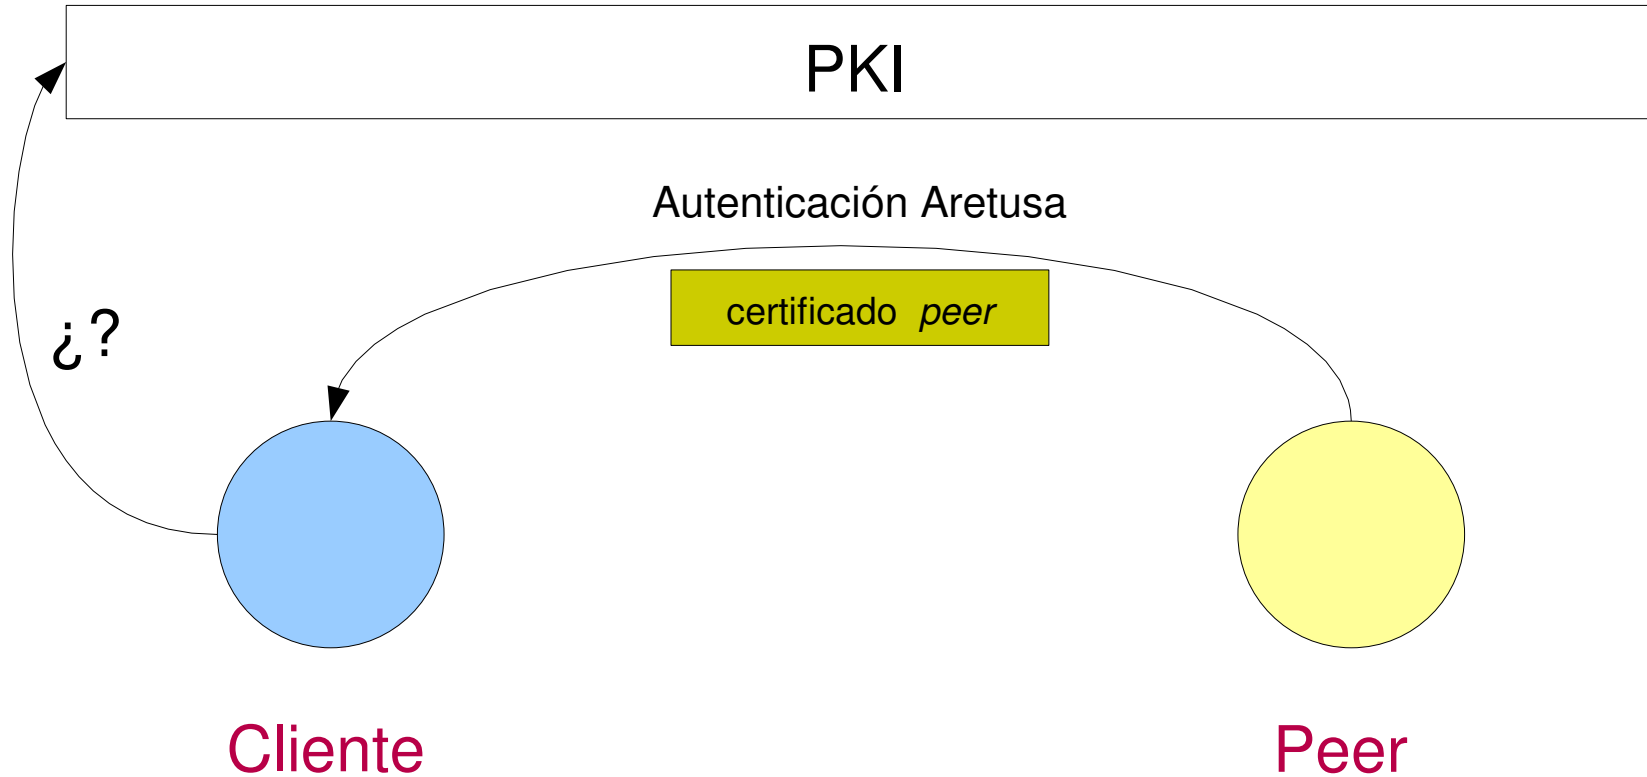 PKI
Autenticación Aretusa
certificado peer
¿?
Cliente
Peer